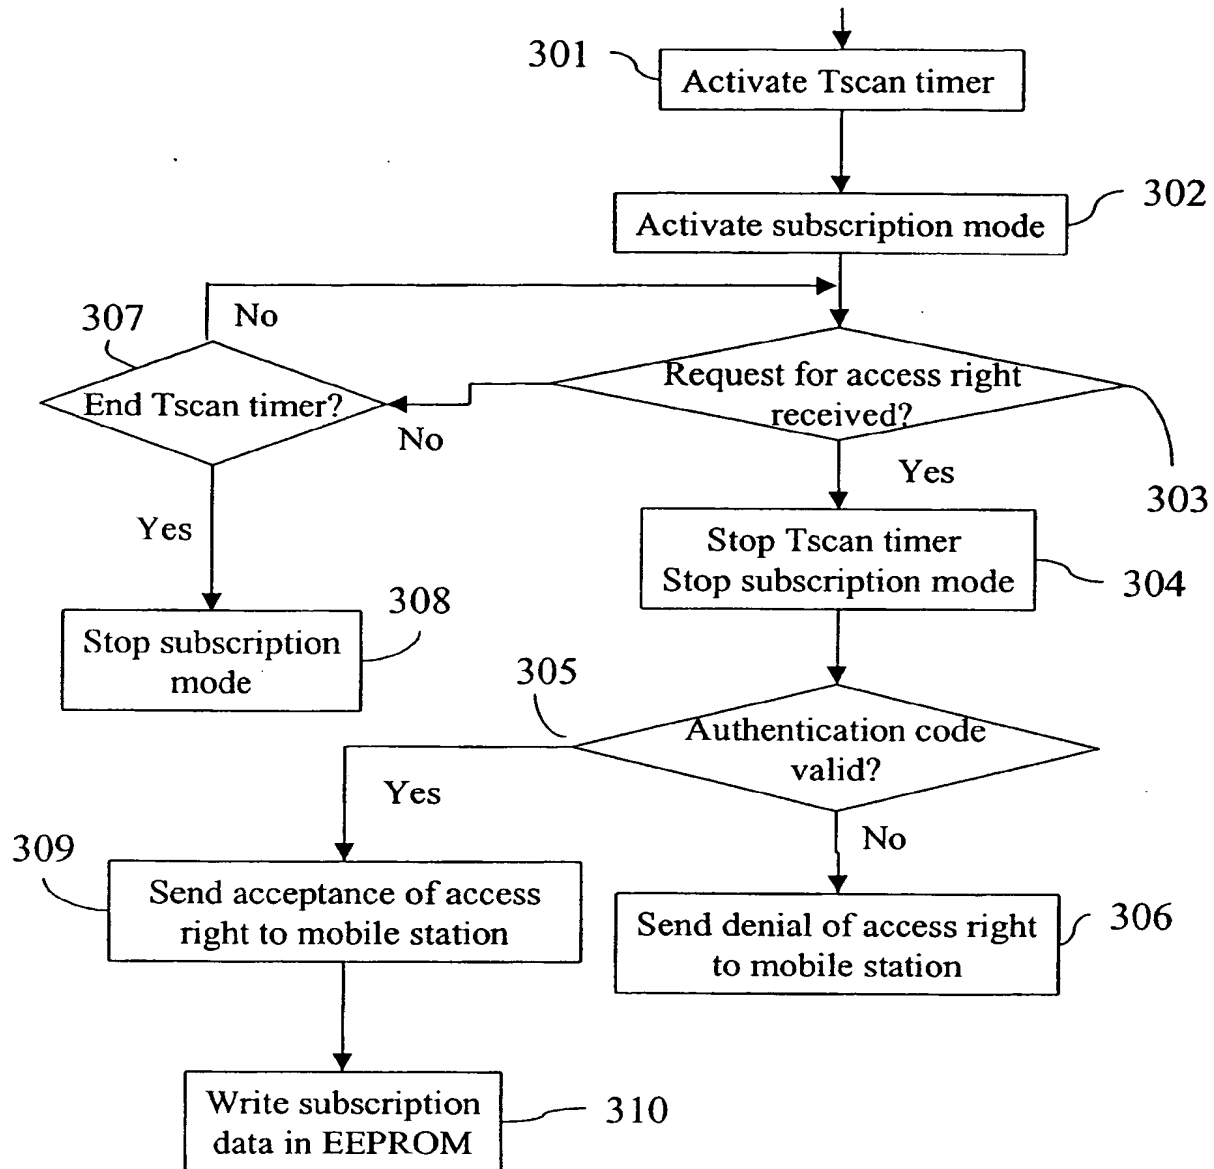 301
Activate Tscan timer
302
Activate subscription mode
307
No
End Tscan timer?
Request for access right
received?
No
Yes
303
Yes
Stop Tscan timer
Stop subscription mode
304
308
Stop subscription
mode
305
Authentication code
valid?
Yes
No
309
Send acceptance of access
right to mobile station
Send denial of access right
to mobile station
306
Write subscription
data in EEPROM
310